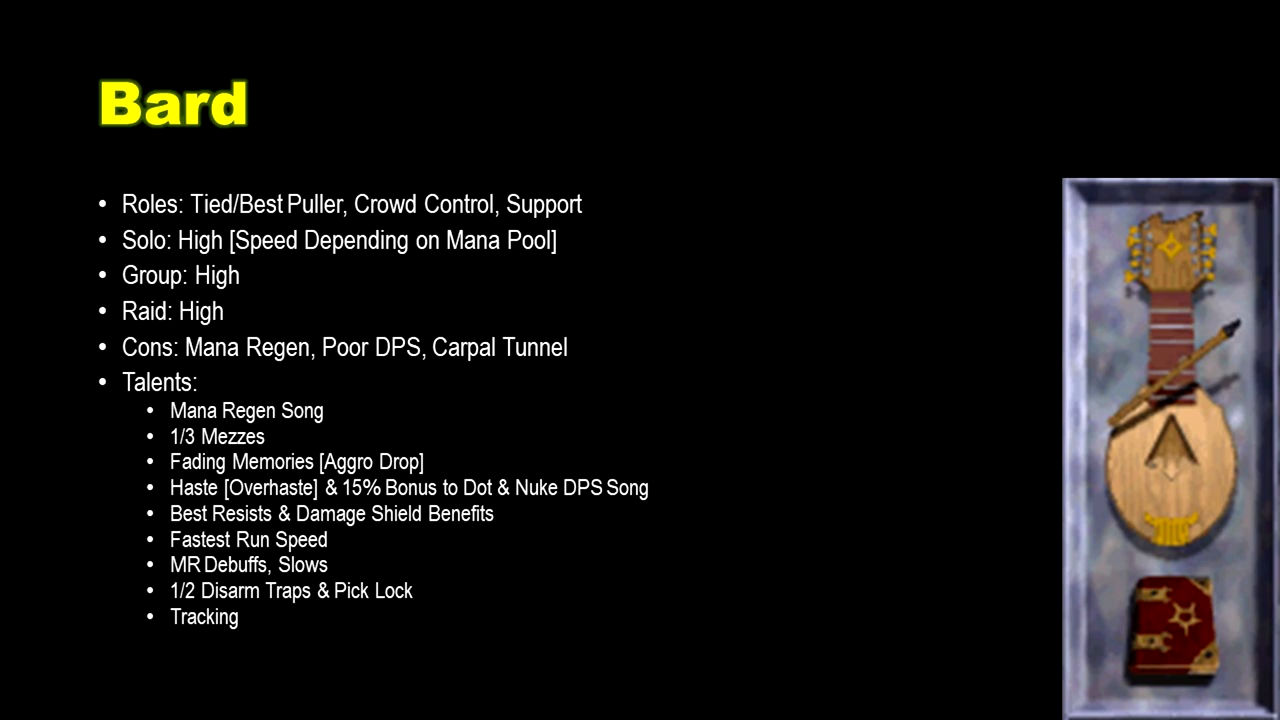 Bard
• Roles: Tied/Best Puller, Crowd Control, Support
• Solo: High [Speed Depending on Mana Pool]
• Group: High
• Raid: High
• Cons: Mana Regen, Poor DPS, Carpal Tunnel
• Talents:
• Mana Regen Song
• 1/3 Mezzes
• Fading Memories [Aggro Drop]
• Haste [Overhaste] & 15% Bonus to Dot & Nuke DPS Song
• Best Resists & Damage Shield Benefits
• Fastest Run Speed
• MR Debuffs, Slows
• 1/2 Disarm Traps & Pick Lock
• Tracking